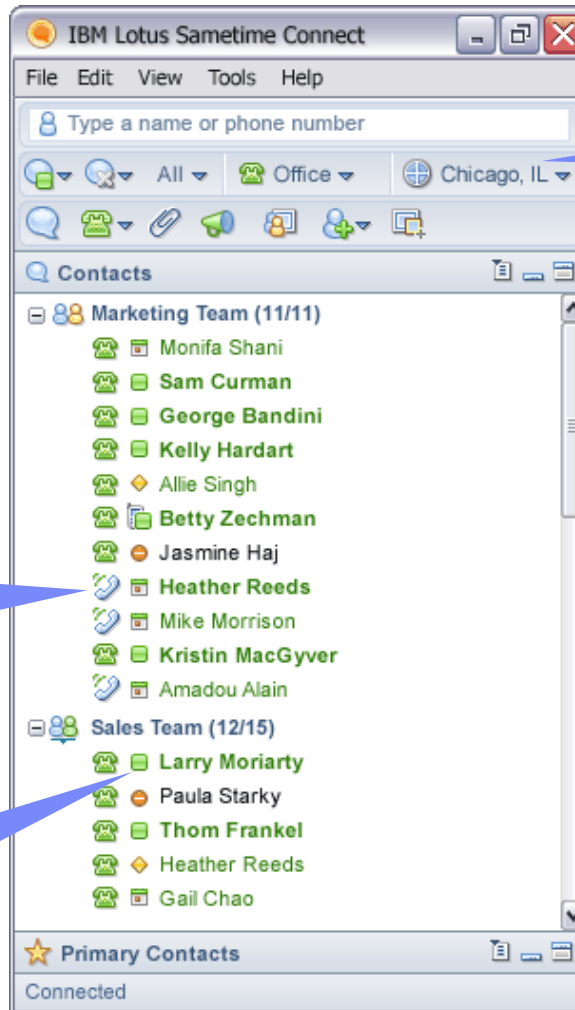 IBM Lotus Sametime Connect
File Edit View Tools Help
Type a name or phone number
All Office Chicago, IL
Contacts
Marketing Team (11/11)
Monifa Shani
Sam Curman
George Bandini
Kelly Hardart
Allie Singh
Betty Zechman
Jasmine Haj
Heather Reeds
Mike Morrison
Kristin MacGyver
Amadou Alain
Sales Team (12/15)
Larry Moriarty
Paula Starky
Thom Frankel
Heather Reeds
Gail Chao
Primary Contacts
Connected